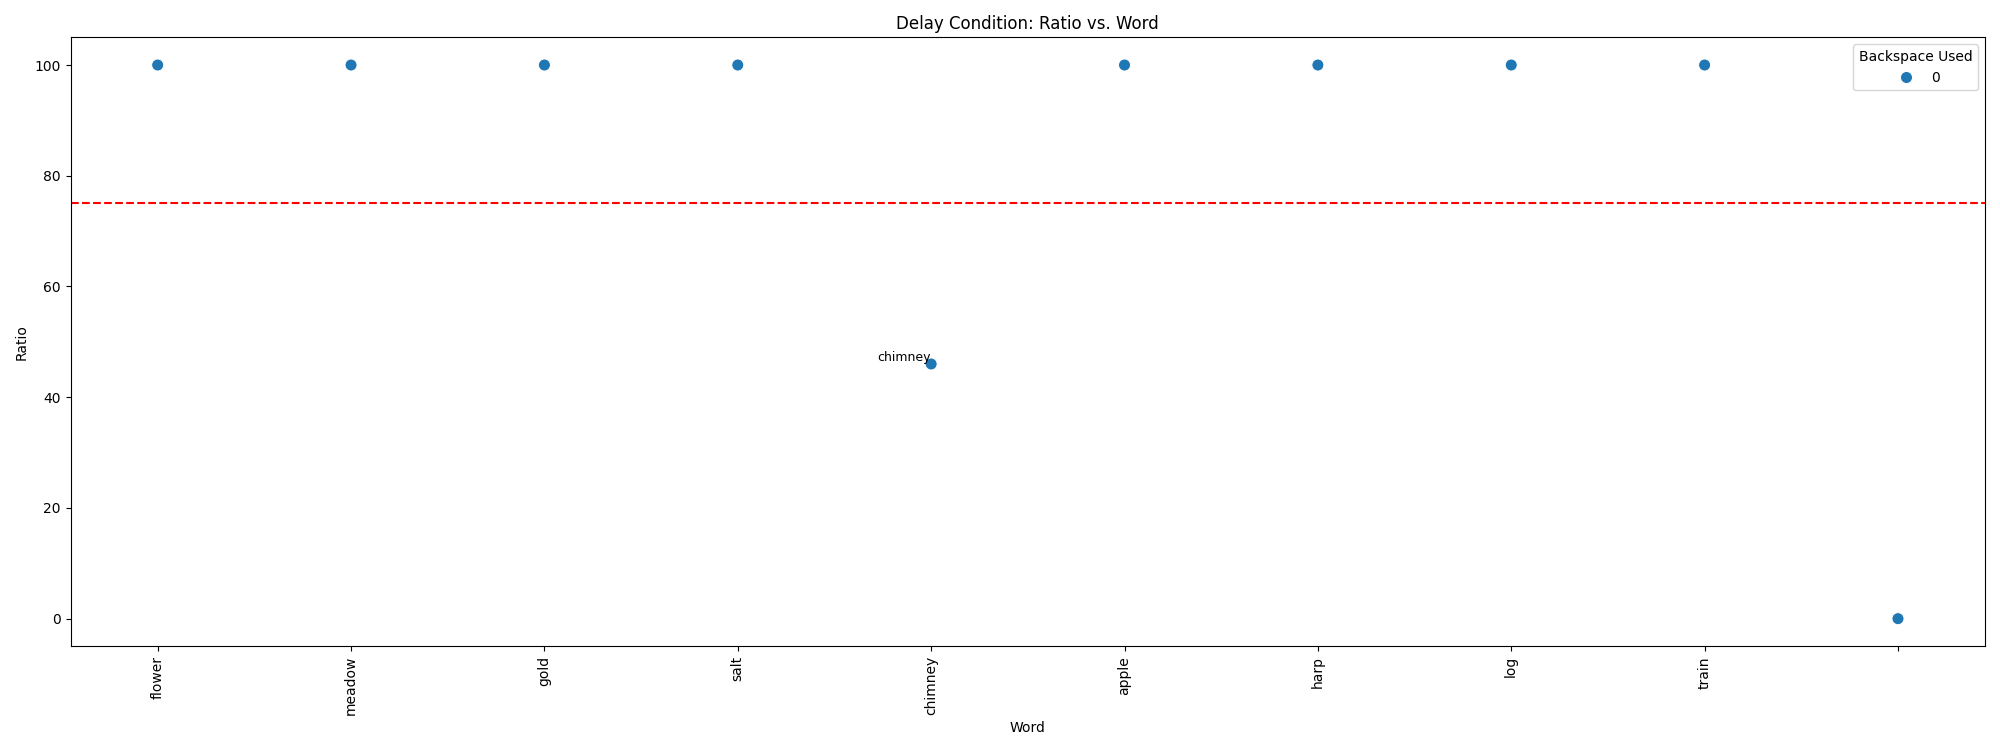 Delay Condition: Ratio vs. Word
Backspace Used
0
100
80
60
40
20
0
Ratio
chimney
flower
meadow
gold
salt
chimney
apple
harp
log
train
Word